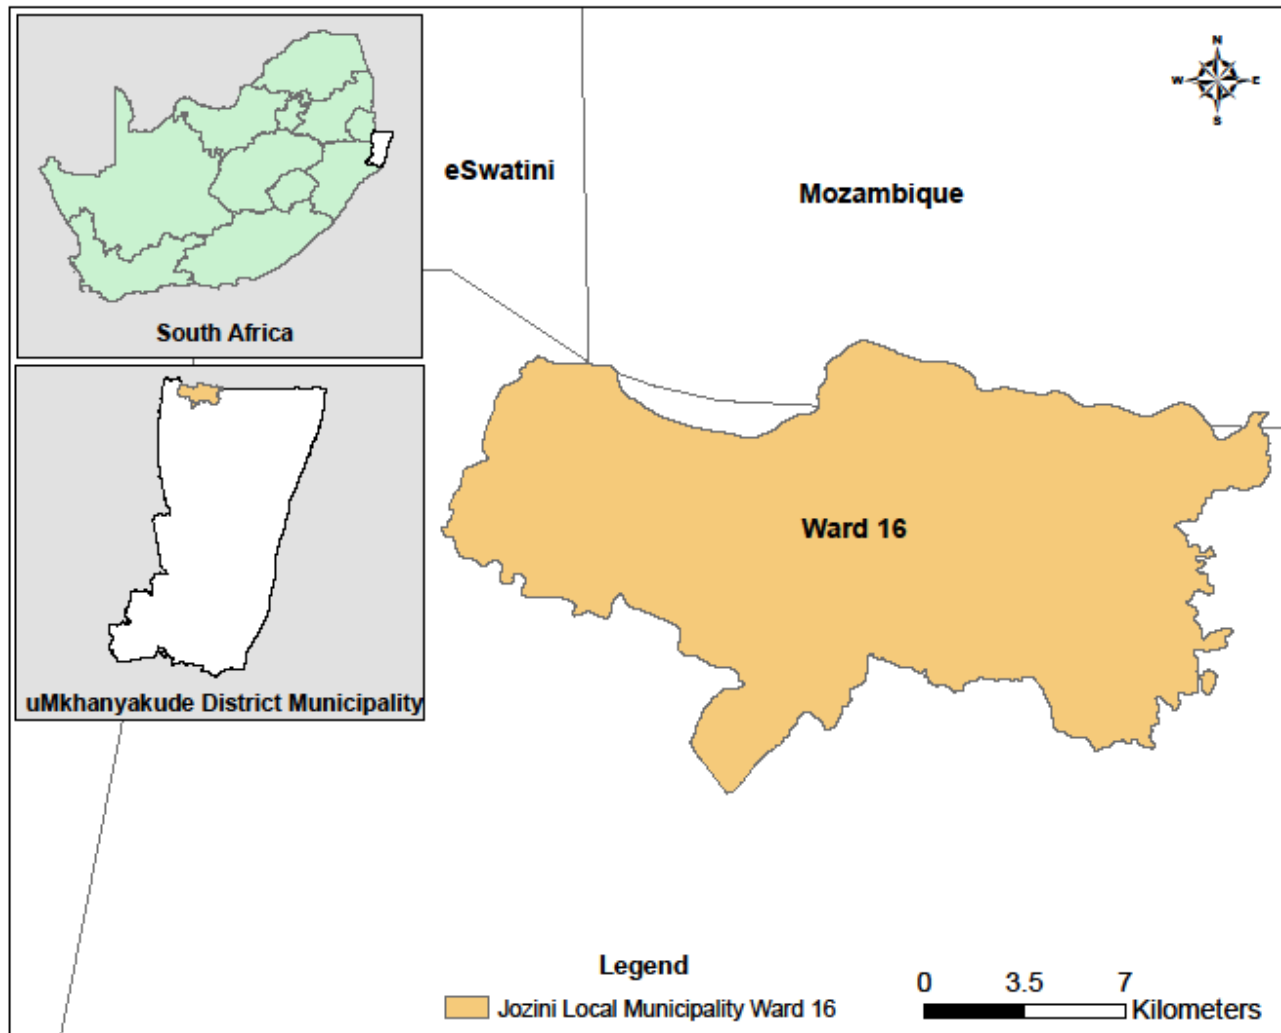 N
W E
S
eSwatini
Mozambique
South Africa
Ward 16
uMkhanyakude District Municipality
Legend
Jozini Local Municipality Ward 16
0 3.5 7
Kilometers